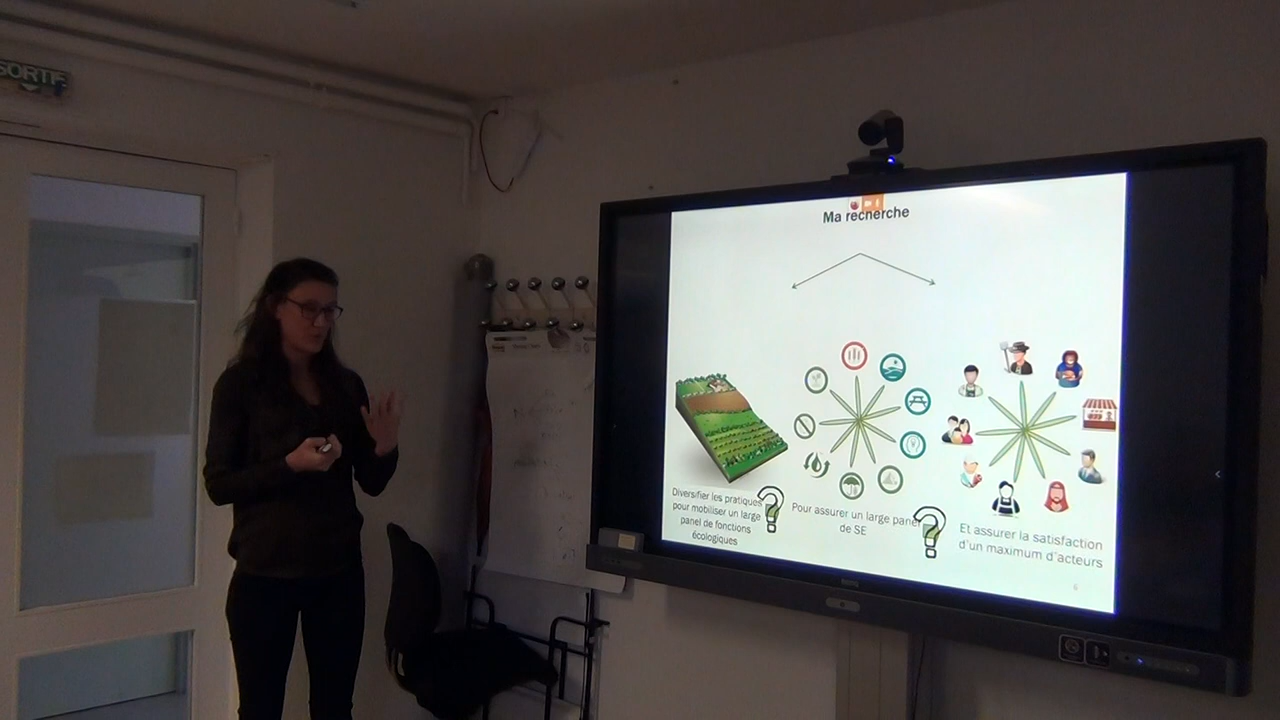 SORTIE
Ma recherche
Diversifier les pratiques
pour mobiliser un large
panel de fonctions
écologiques
?
Pour assurer un large panel
de SE
?
Et assurer la satisfaction
d'un maximum d'acteurs
6